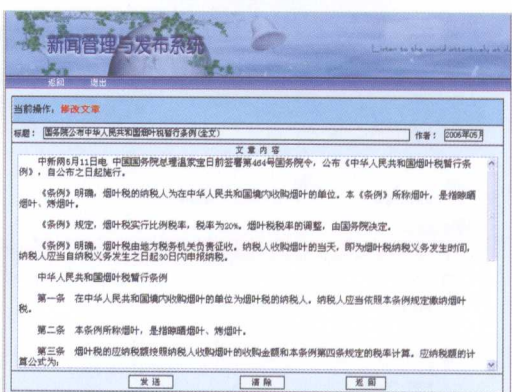 新闻管理与发布系统
Listen to the sound
返回 退出
当前操作：修改文章
标题： 国务院公布中华人民共和国烟叶税暂行条例(全文) 作者： 2006年05月
文章内容
中新网5月11日电 中国国务院总理温家宝日前签署第464号国务院令，公布《中华人民共和国烟叶税暂行条
例》，自公布之日起施行。
《条例》明确，烟叶税的纳税人为在中华人民共和国境内收购烟叶的单位。本《条例》所称烟叶，是指晾晒
烟叶、烤烟叶。
《条例》规定，烟叶税实行比例税率，税率为20%。烟叶税税率的调整，由国务院决定。
《条例》明确，烟叶税由地方税务机关负责征收。纳税人收购烟叶的当天，即为烟叶税纳税义务发生时间，
纳税人应当自纳税义务发生之日起30日内申报纳税。
中华人民共和国烟叶税暂行条例
第一条 在中华人民共和国境内收购烟叶的单位为烟叶税的纳税人。纳税人应当依照本条例规定缴纳烟叶
税。
第二条 本条例所称烟叶，是指晾晒烟叶、烤烟叶。
第三条 烟叶税的应纳税额按照纳税人收购烟叶的收购金额和本条例第四条规定的税率计算。应纳税额的计
算公式为：
发送 清除 返回